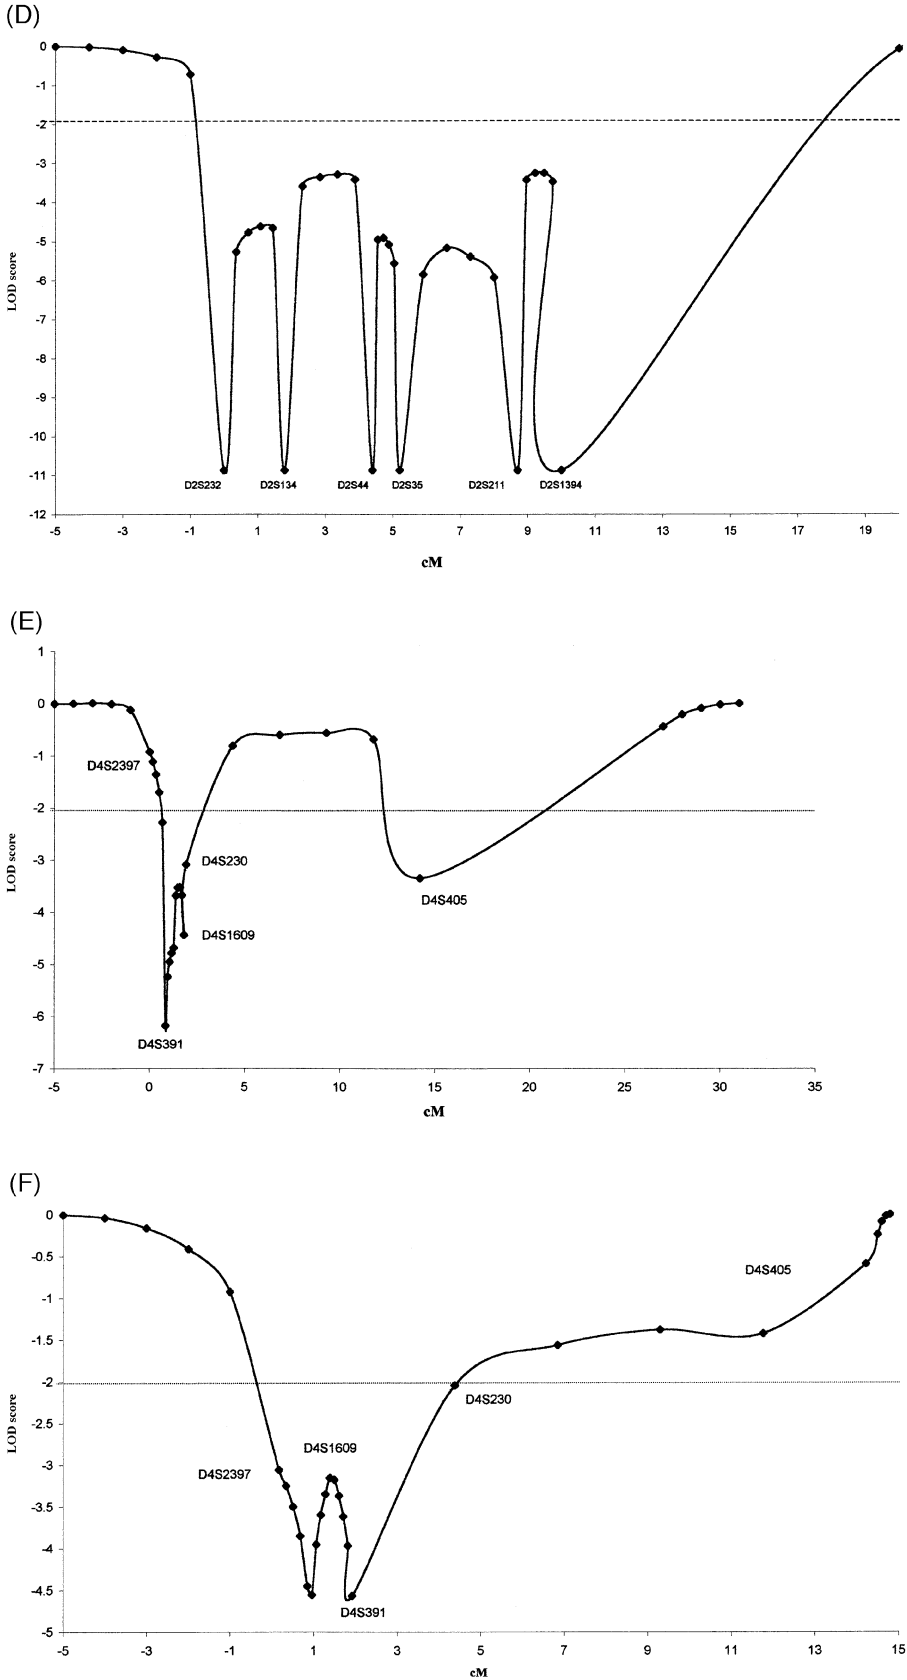 (D)
0
-1
-2
-3
-4
-5
-6
-7
-8
-9
-10
-11
-12
LOD score
D2S232 D2S134 D2S44 D2S35 D2S211 D2S1394
-5 -3 -1 1 3 5 7 9 11 13 15 17 19
cM
(E)
1
0
-1
-2
-3
-4
-5
-6
-7
LOD score
D4S2397
D4S230
D4S405
D4S1609
D4S391
-5 0 5 10 15 20 25 30 35
cM
(F)
0
-0.5
-1
-1.5
-2
-2.5
-3
-3.5
-4
-4.5
-5
LOD score
D4S405
D4S230
D4S1609
D4S2397
D4S391
-5 -3 -1 1 3 5 7 9 11 13 15
cM